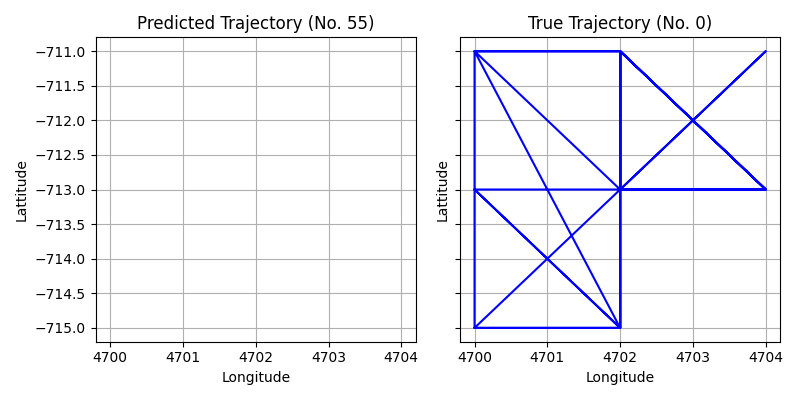 Predicted Trajectory (No. 55)
True Trajectory (No. 0)
−711.0
−711.5
−712.0
−712.5
−713.0
−713.5
−714.0
−714.5
−715.0
Lattitude
Lattitude
4700 4701 4702 4703 4704
4700 4701 4702 4703 4704
Longitude
Longitude